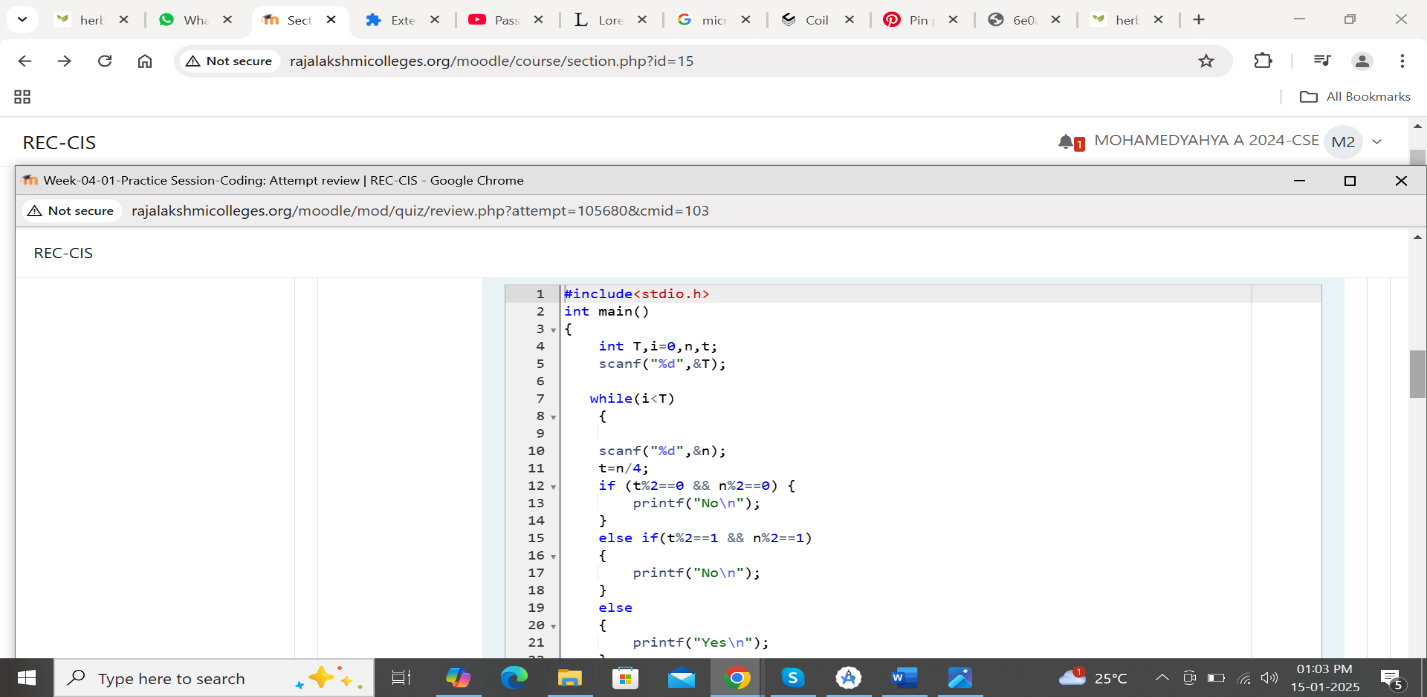 herb
Wha
Sect
Exte
Pass
Lore
micr
Coil
Pin
6e0
herb
Not secure
rajalakshmicolleges.org/moodle/course/section.php?id=15
All Bookmarks
REC-CIS
1
MOHAMEDYAHYA A 2024-CSE
M2
Week-04-01-Practice Session-Coding: Attempt review | REC-CIS - Google Chrome
Not secure
rajalakshmicolleges.org/moodle/mod/quiz/review.php?attempt=105680&cmid=103
REC-CIS
1 #include<stdio.h>
2 int main()
3 {
4 int T,i=0,n,t;
5 scanf("%d",&T);
6
7 while(i<T)
8 {
9
10 scanf("%d",&n);
11 t=n/4;
12 if (t%2==0 && n%2==0) {
13 printf("No\n");
14 }
15 else if(t%2==1 && n%2==1)
16 {
17 printf("No\n");
18 }
19 else
20 {
21 printf("Yes\n");
Type here to search
1
25°C
01:03 PM
15-01-2025
5